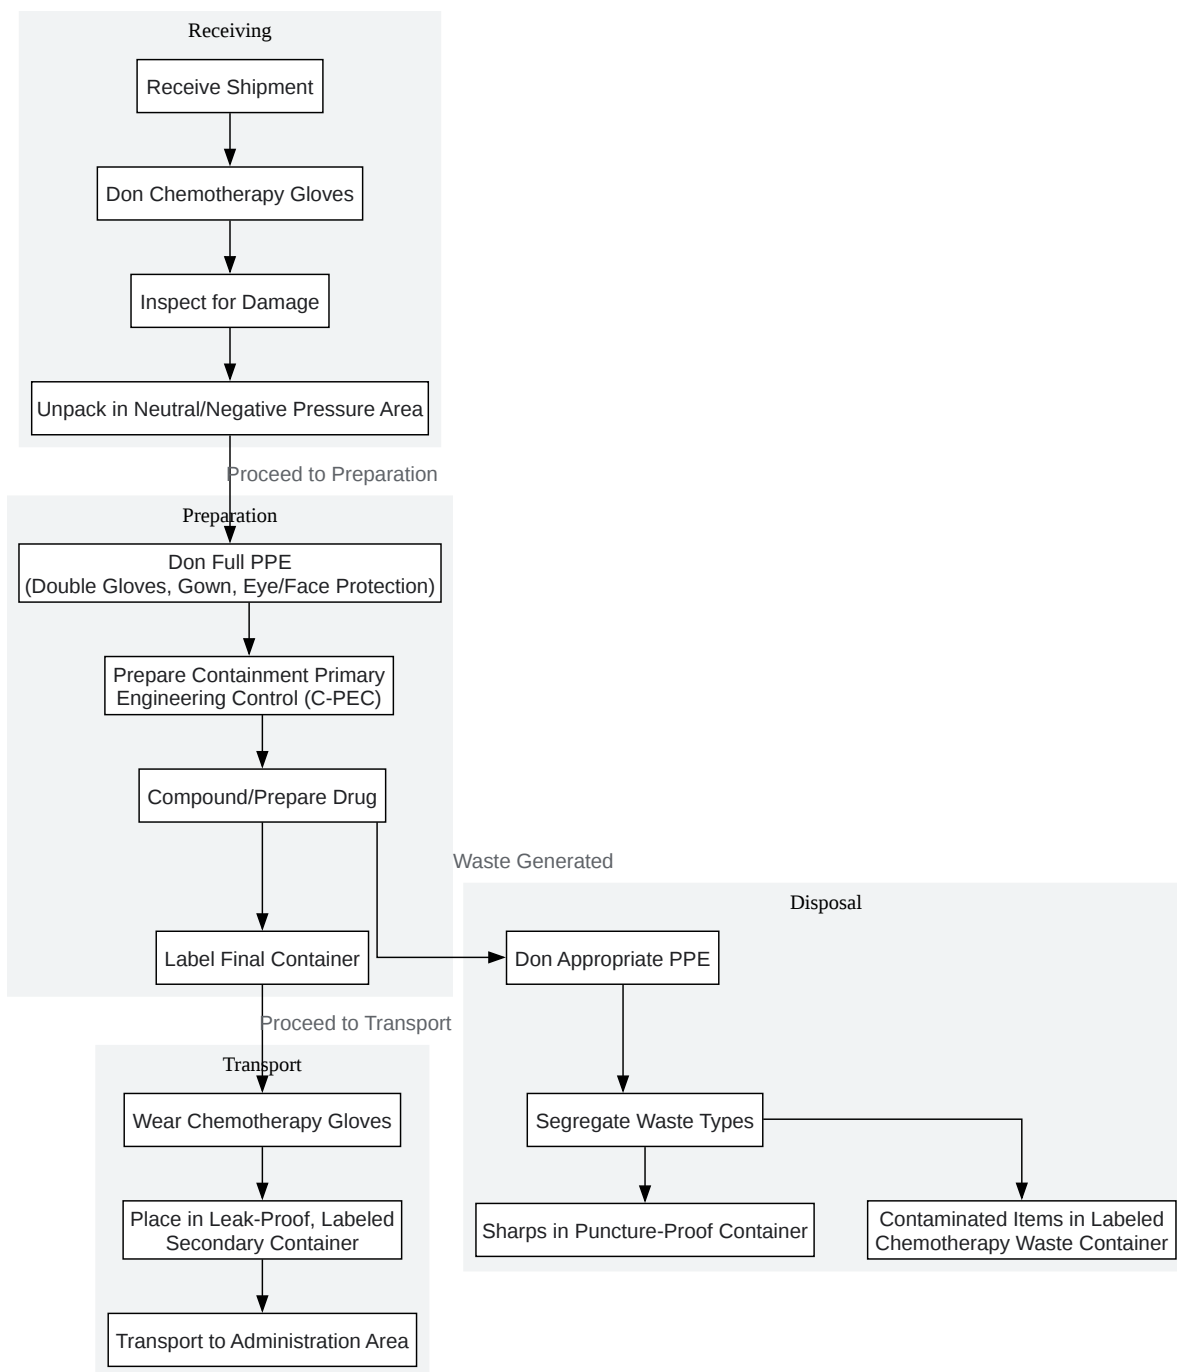 Receiving
Receive Shipment
Don Chemotherapy Gloves
Inspect for Damage
Unpack in Neutral/Negative Pressure Area
Proceed to Preparation
Preparation
Don Full PPE
(Double Gloves, Gown, Eye/Face Protection)
Prepare Containment Primary
Engineering Control (C-PEC)
Compound/Prepare Drug
Waste Generated
Label Final Container
Proceed to Transport
Transport
Wear Chemotherapy Gloves
Place in Leak-Proof, Labeled
Secondary Container
Transport to Administration Area
Disposal
Don Appropriate PPE
Segregate Waste Types
Sharps in Puncture-Proof Container
Contaminated Items in Labeled
Chemotherapy Waste Container